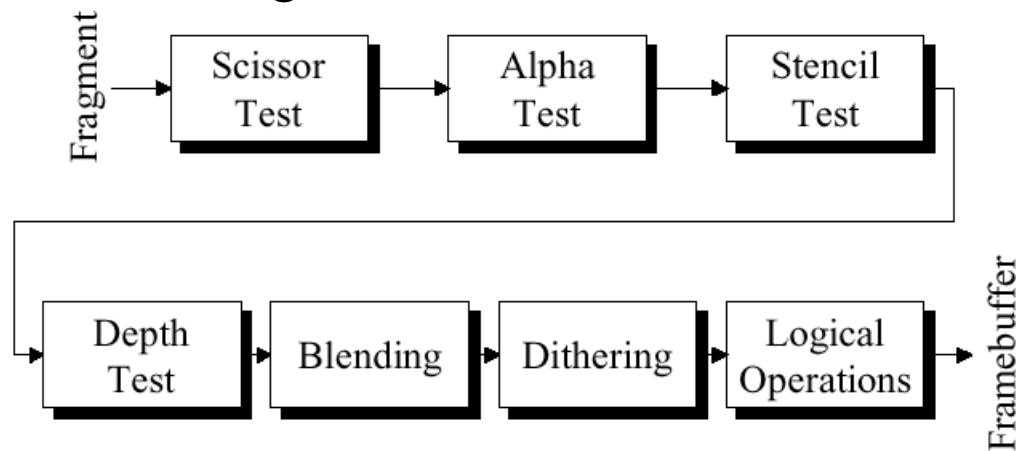 Fragment
Scissor
Test
Alpha
Test
Stencil
Test
Depth
Test
Blending
Dithering
Logical
Operations
Framebuffer